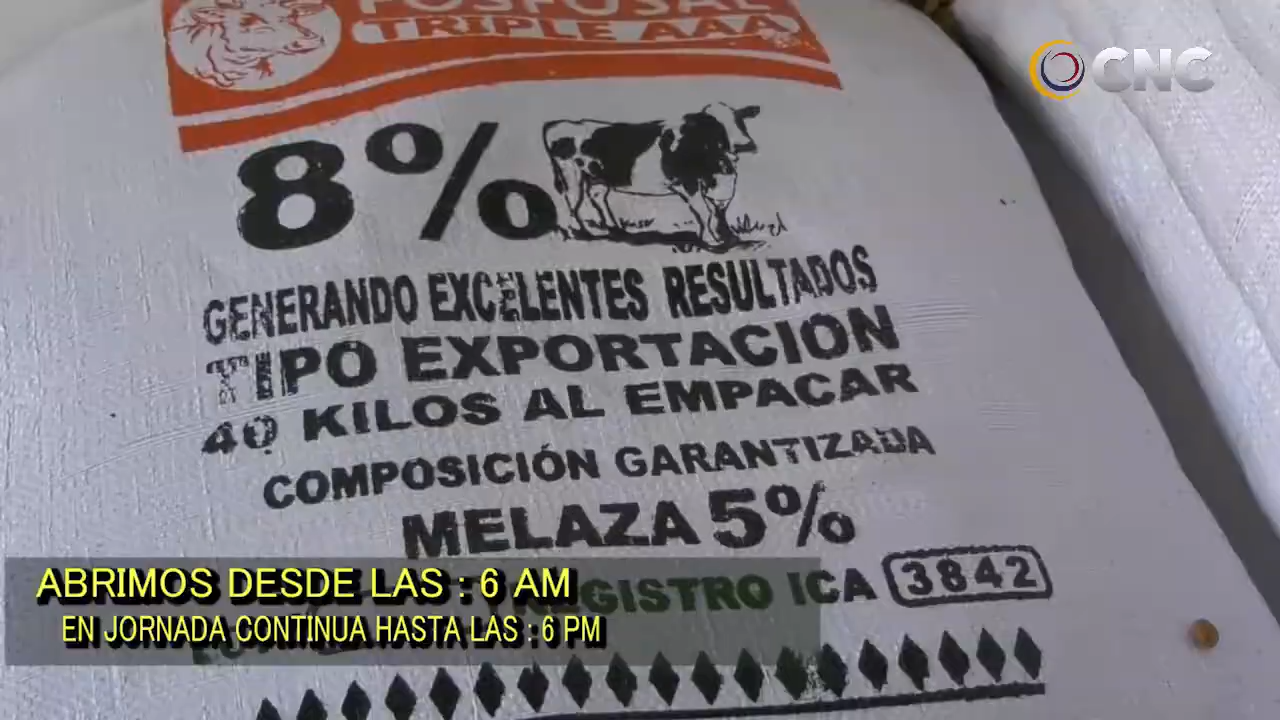 FOSFOSAL
TRIPLE AAA
CNC
8%
GENERANDO EXCELENTES RESULTADOS
TIPO EXPORTACION
40 KILOS AL EMPACAR
COMPOSICIÓN GARANTIZADA
MELAZA 5%
REGISTRO ICA 3842
ABRIMOS DESDE LAS : 6 AM
EN JORNADA CONTINUA HASTA LAS : 6 PM